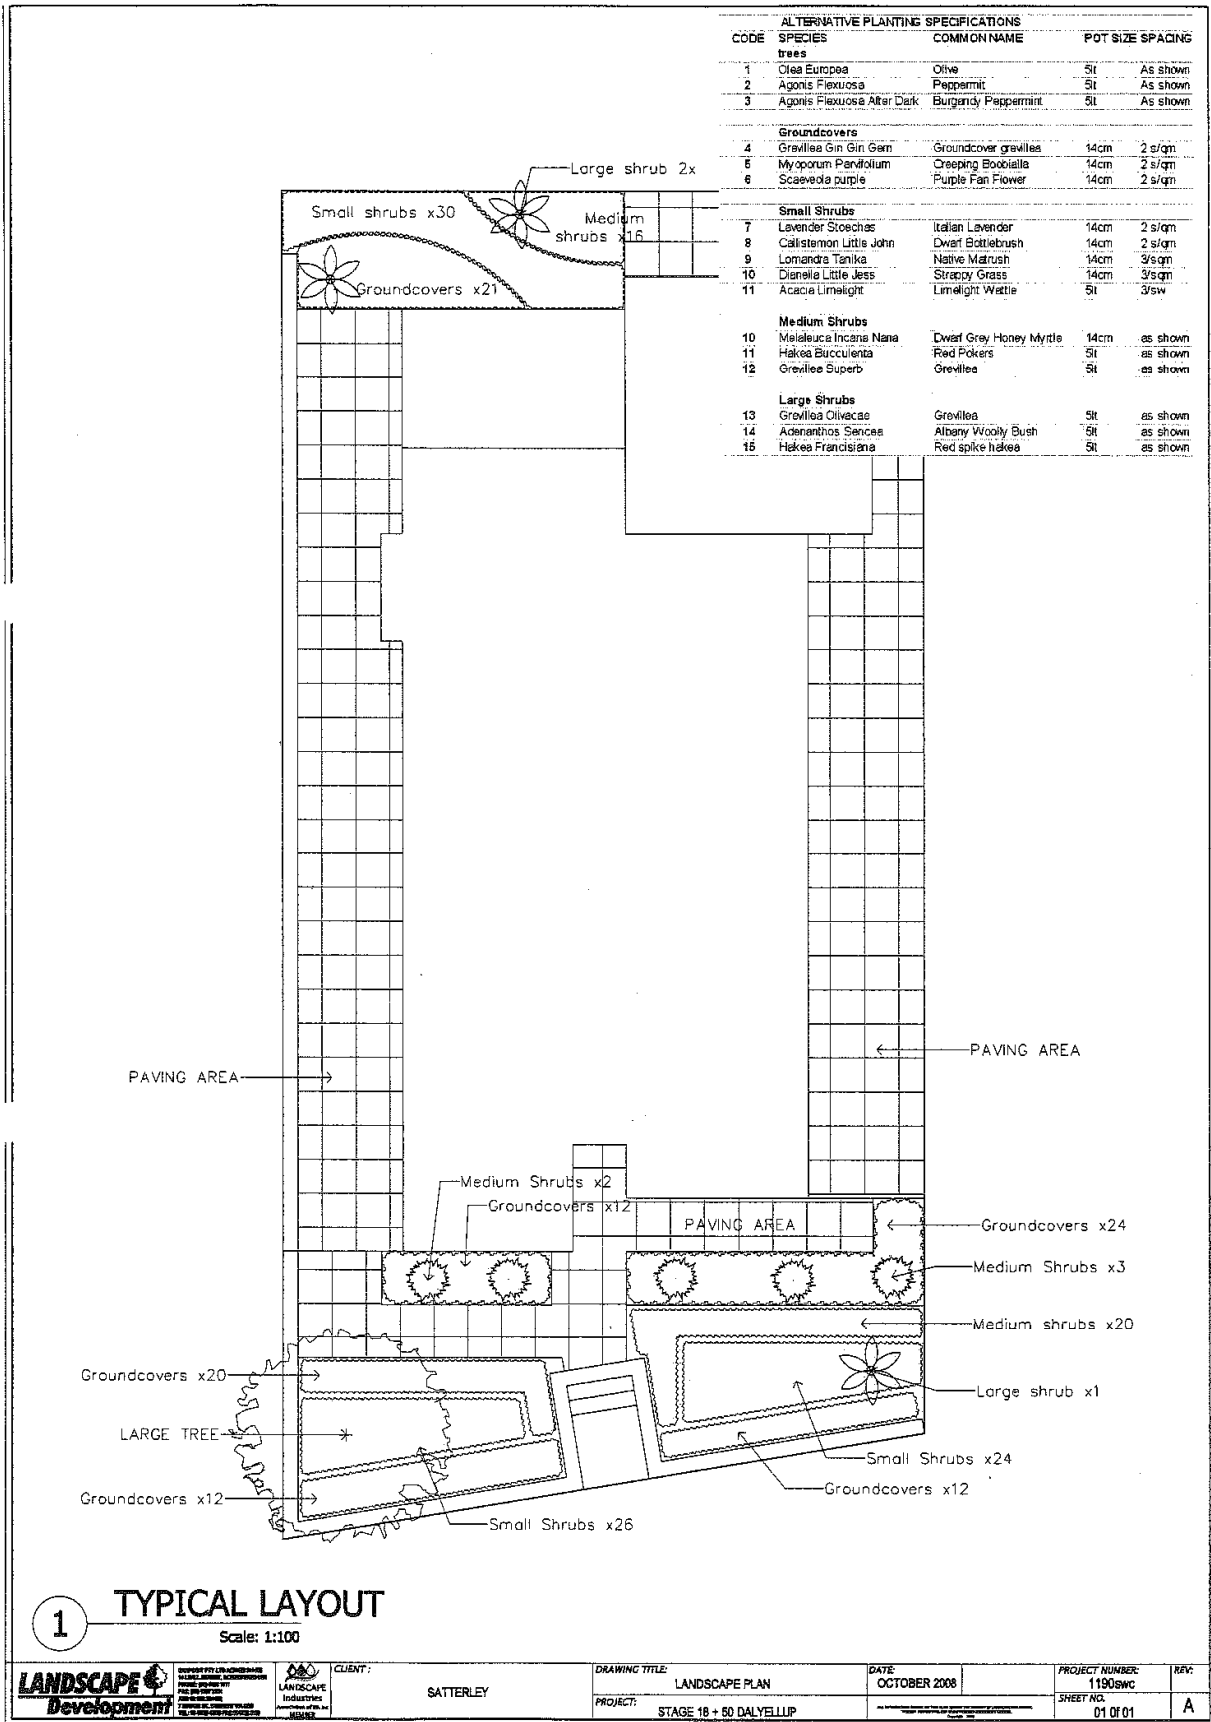 ALTERNATIVE PLANTING SPECIFICATIONS
CODE SPECIES COMMON NAME POT SIZE SPACING
trees
1 Olea Europea Olive 5lt As shown
2 Agonis Flexuosa Peppermit 5lt As shown
3 Agonis Flexuosa After Dark Burgandy Peppermint 5lt As shown
Groundcovers
4 Grevillea Gin Gin Gem Groundcover grevillea 14cm 2 s/qm
5 Myoporum Parvifolium Creeping Boobialla 14cm 2 s/qm
6 Scaeveola purple Purple Fan Flower 14cm 2 s/qm
Small Shrubs
7 Lavender Stoechas Italian Lavender 14cm 2 s/qm
8 Callistemon Little John Dwarf Bottlebrush 14cm 2 s/qm
9 Lomandra Tanika Native Matrush 14cm 3/sqm
10 Dianella Little Jess Strappy Grass 14cm 3/sqm
11 Acacia Limelight Limelight Wattle 5lt 3/sw
Medium Shrubs
10 Melaleuca Incana Nana Dwarf Grey Honey Myrtle 14cm as shown
11 Hakea Bucculenta Red Pokers 5lt as shown
12 Grevillea Superb Grevillea 5lt as shown
Large Shrubs
13 Grevillea Olivacae Grevillea 5lt as shown
14 Adenanthos Sencea Albany Woolly Bush 5lt as shown
15 Hakea Francisiana Red spike hakea 5lt as shown
Large shrub 2x
Small shrubs x30
Medium
shrubs x16
Groundcovers x21
PAVING AREA
PAVING AREA
Medium Shrubs x2
Groundcovers x12
PAVING AREA
Groundcovers x24
Medium Shrubs x3
Medium shrubs x20
Groundcovers x20
Large shrub x1
LARGE TREE
Small Shrubs x24
Groundcovers x12
Groundcovers x12
Small Shrubs x26
1
TYPICAL LAYOUT
Scale: 1:100
LANDSCAPE
Development
LANDSCAPE
Industries
MEMBER
CLIENT:
SATTERLEY
DRAWING TITLE:
LANDSCAPE PLAN
PROJECT:
STAGE 18 + 50 DALYELLUP
DATE:
OCTOBER 2008
PROJECT NUMBER:
1190swc
SHEET NO.
01 Of 01
REV:
A